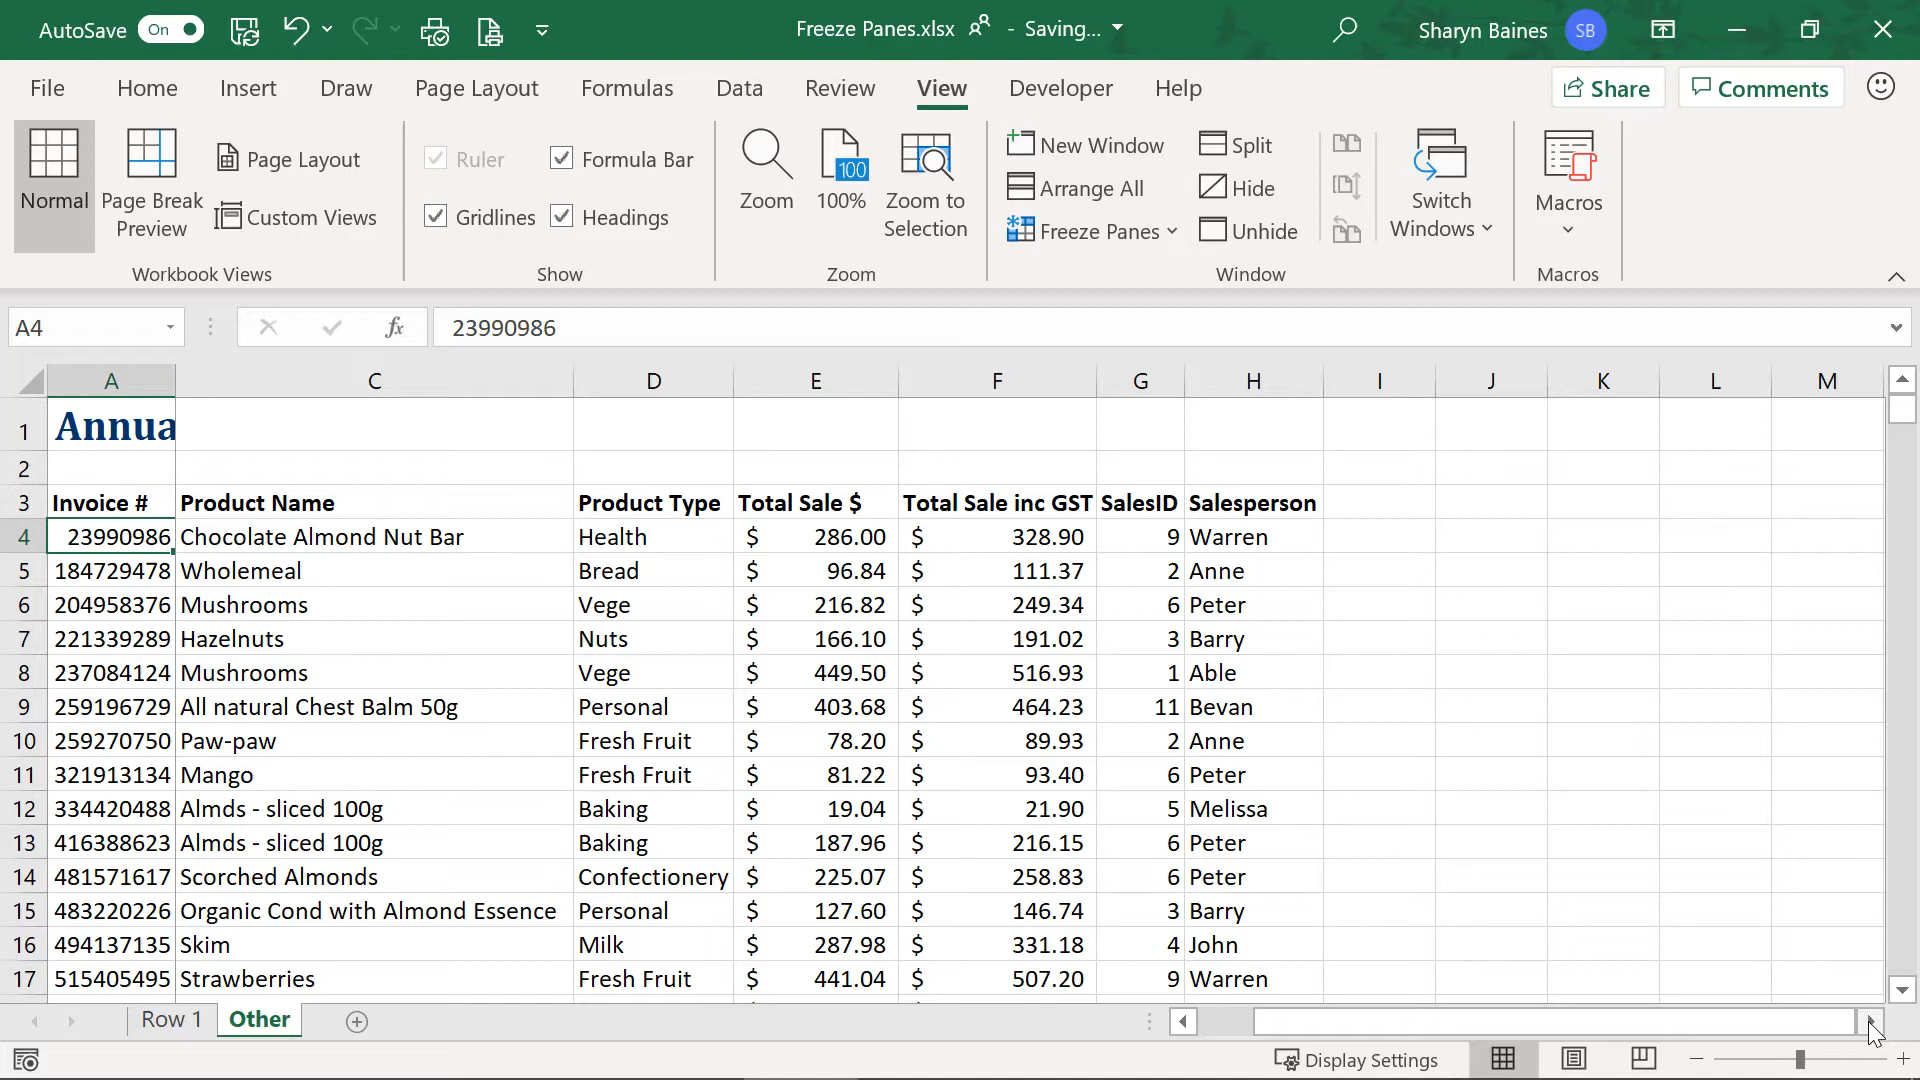 AutoSave On Freeze Panes.xlsx - Saving... Sharyn Baines SB
File Home Insert Draw Page Layout Formulas Data Review View Developer Help Share Comments
Normal Page Break Preview Page Layout Custom Views
Workbook Views
Ruler Formula Bar
Gridlines Headings
Show
Zoom 100 100% Zoom to Selection
Zoom
New Window Split
Arrange All Hide
Freeze Panes Unhide
Switch Windows
Window
Macros
Macros
A4 fx 23990986
A C D E F G H I J K L M
1 Annua
2
3 Invoice # Product Name Product Type Total Sale $ Total Sale inc GST SalesID Salesperson
4 23990986 Chocolate Almond Nut Bar Health $ 286.00 $ 328.90 9 Warren
5 184729478 Wholemeal Bread $ 96.84 $ 111.37 2 Anne
6 204958376 Mushrooms Vege $ 216.82 $ 249.34 6 Peter
7 221339289 Hazelnuts Nuts $ 166.10 $ 191.02 3 Barry
8 237084124 Mushrooms Vege $ 449.50 $ 516.93 1 Able
9 259196729 All natural Chest Balm 50g Personal $ 403.68 $ 464.23 11 Bevan
10 259270750 Paw-paw Fresh Fruit $ 78.20 $ 89.93 2 Anne
11 321913134 Mango Fresh Fruit $ 81.22 $ 93.40 6 Peter
12 334420488 Almds - sliced 100g Baking $ 19.04 $ 21.90 5 Melissa
13 416388623 Almds - sliced 100g Baking $ 187.96 $ 216.15 6 Peter
14 481571617 Scorched Almonds Confectionery $ 225.07 $ 258.83 6 Peter
15 483220226 Organic Cond with Almond Essence Personal $ 127.60 $ 146.74 3 Barry
16 494137135 Skim Milk $ 287.98 $ 331.18 4 John
17 515405495 Strawberries Fresh Fruit $ 441.04 $ 507.20 9 Warren
Row 1 Other
Display Settings